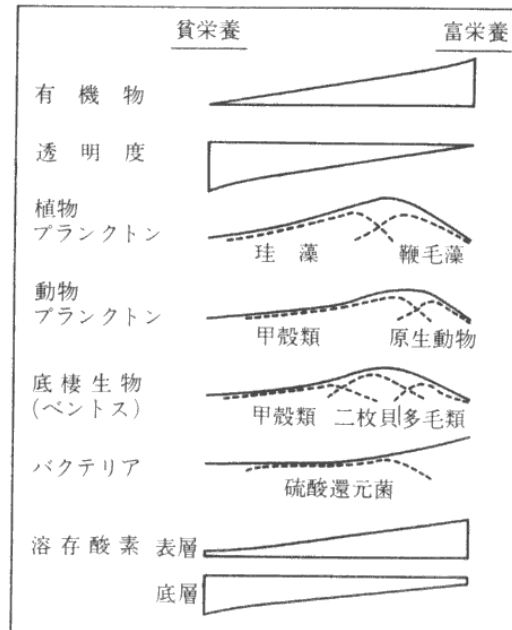 貧栄養 富栄養
有機物
透明度
植物
プランクトン
珪藻 鞭毛藻
動物
プランクトン
甲殻類 原生動物
底棲生物
(ベントス)
甲殻類 二枚貝 多毛類
バクテリア
硫酸還元菌
溶存酸素 表層
底層